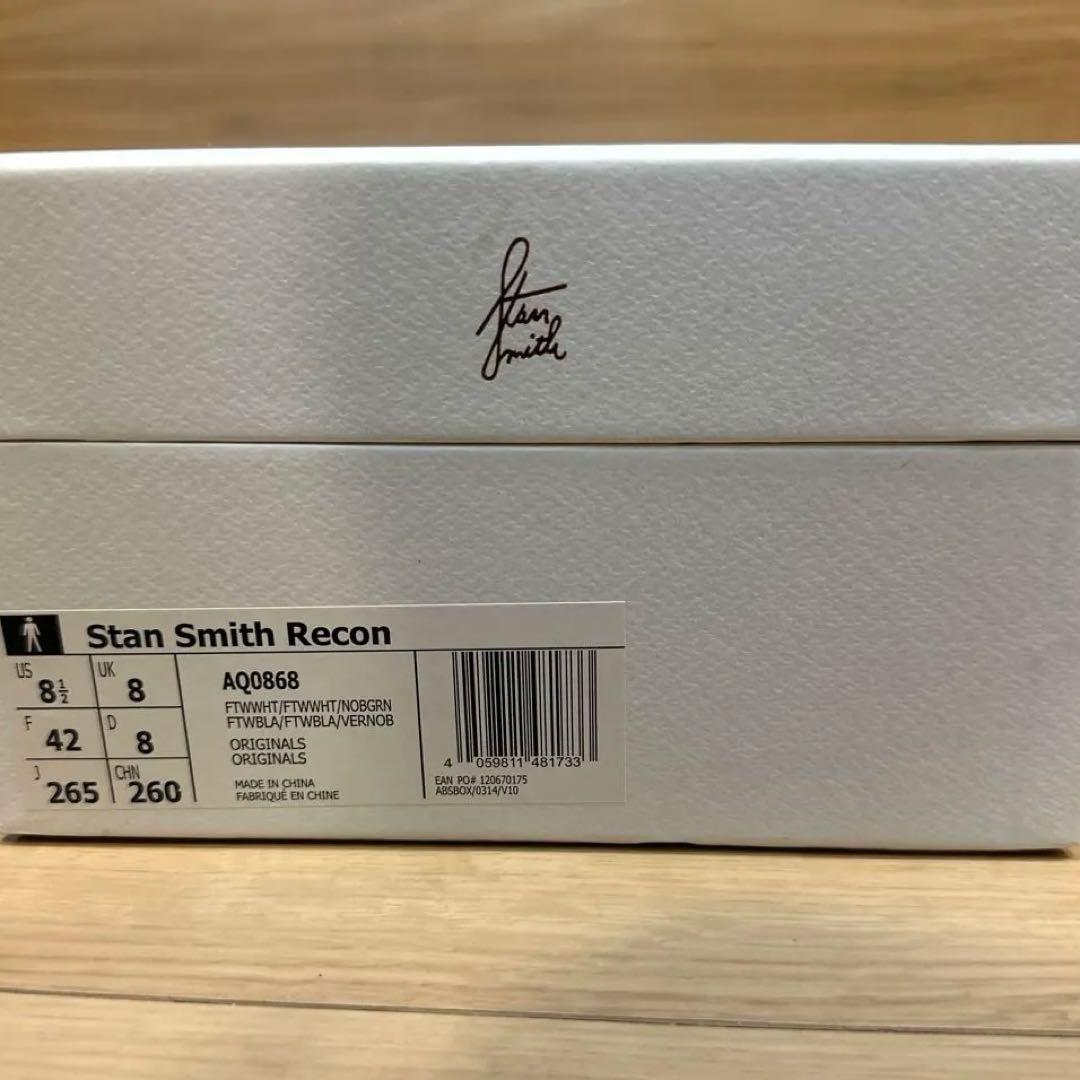 Stan
Smith
Stan Smith Recon
US 8½ UK 8
F 42 D 8
J 265 CHN 260
AQ0868
FTWWHT/FTWWHT/NOBGRN
FTWBLA/FTWBLA/VERNOB
ORIGINALS
ORIGINALS
MADE IN CHINA
FABRIQUÉ EN CHINE
4 059811 481733
EAN PO# 120670175
ABSBOX/0314/V10